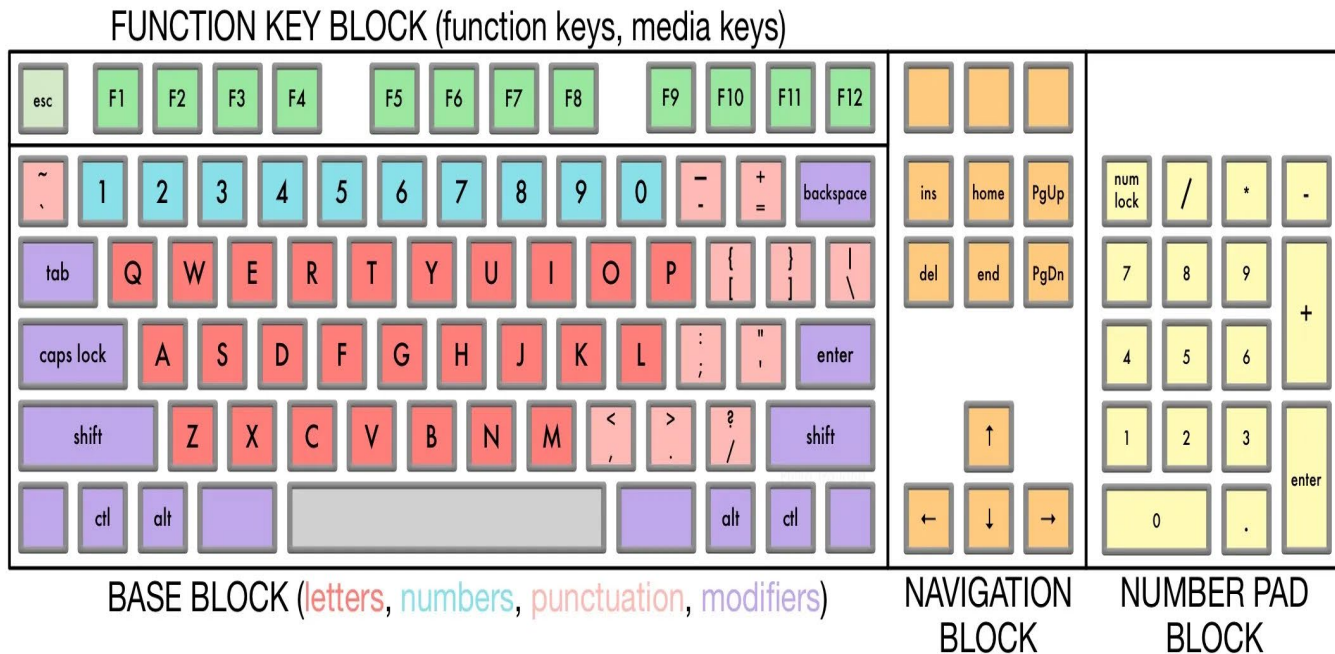 FUNCTION KEY BLOCK (function keys, media keys)
esc F1 F2 F3 F4 F5 F6 F7 F8 F9 F10 F11 F12
~ — +
` 1 2 3 4 5 6 7 8 9 0 - = backspace
ins home PgUp
num lock / * -
tab Q W E R T Y U I O P { [ } ] | \
del end PgDn
7 8 9 +
caps lock A S D F G H J K L : ; " ' enter
4 5 6
shift Z X C V B N M < , > . ? / shift
↑
1 2 3 enter
ctl alt alt ctl
← ↓ →
0 .
BASE BLOCK (letters, numbers, punctuation, modifiers)
NAVIGATION
BLOCK
NUMBER PAD
BLOCK